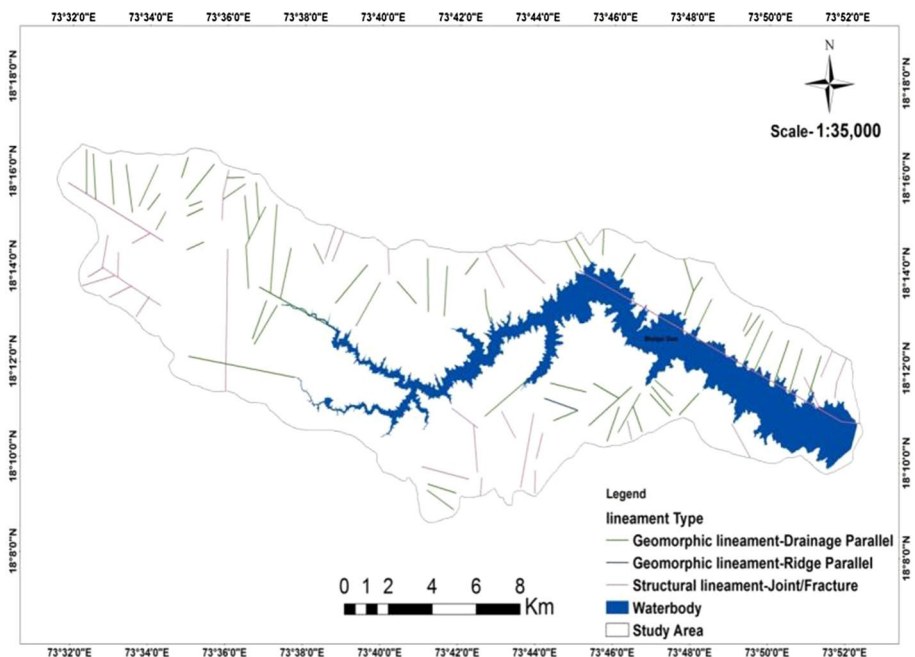 73°32'0"E 73°34'0"E 73°36'0"E 73°38'0"E 73°40'0"E 73°42'0"E 73°44'0"E 73°46'0"E 73°48'0"E 73°50'0"E 73°52'0"E
N
Scale- 1:35,000
18°18'0"N
18°16'0"N
18°14'0"N
18°12'0"N
18°10'0"N
18°8'0"N
18°18'0"N
18°16'0"N
18°14'0"N
18°12'0"N
18°10'0"N
18°8'0"N
Legend
lineament Type
Geomorphic lineament-Drainage Parallel
Geomorphic lineament-Ridge Parallel
Structural lineament-Joint/Fracture
Waterbody
Study Area
0 1 2 4 6 8
Km
73°32'0"E 73°34'0"E 73°36'0"E 73°38'0"E 73°40'0"E 73°42'0"E 73°44'0"E 73°46'0"E 73°48'0"E 73°50'0"E 73°52'0"E